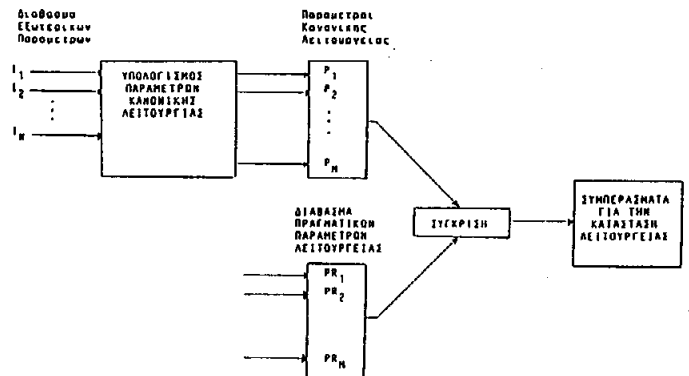 Διαβασμα
Εξωτερικων
Παραμετρων
Παραμετροι
Κανονικης
Λειτουργειας
I1
I2
IN
ΥΠΟΛΟΓΙΣΜΟΣ
ΠΑΡΑΜΕΤΡΩΝ
ΚΑΝΟΝΙΚΗΣ
ΛΕΙΤΟΥΡΓΙΑΣ
P1
P2
PM
ΔΙΑΒΑΣΜΑ
ΠΡΑΓΜΑΤΙΚΩΝ
ΠΑΡΑΜΕΤΡΩΝ
ΛΕΙΤΟΥΡΓΕΙΑΣ
PR1
PR2
PRM
ΣΥΓΚΡΙΣΗ
ΣΥΜΠΕΡΑΣΜΑΤΑ
ΓΙΑ ΤΗΝ
ΚΑΤΑΣΤΑΣΗ
ΛΕΙΤΟΥΡΓΕΙΑΣ